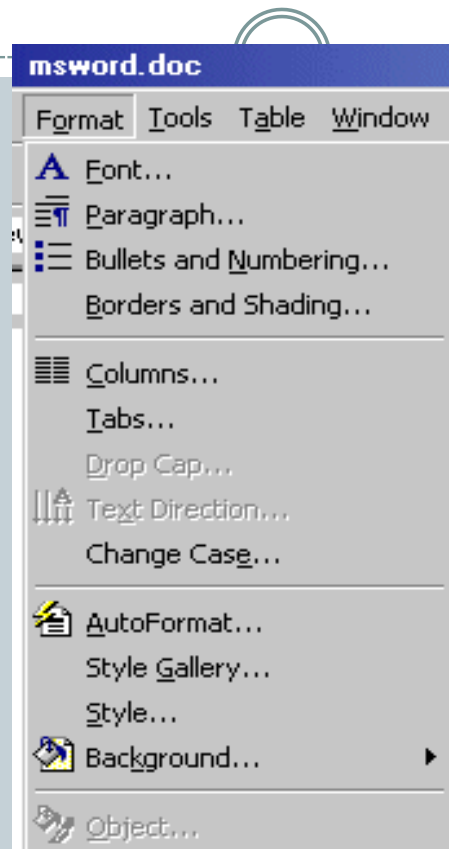 msword.doc
Format Tools Table Window
Font...
Paragraph...
Bullets and Numbering...
Borders and Shading...
Columns...
Tabs...
Drop Cap...
Text Direction...
Change Case...
AutoFormat...
Style Gallery...
Style...
Background...
Object...